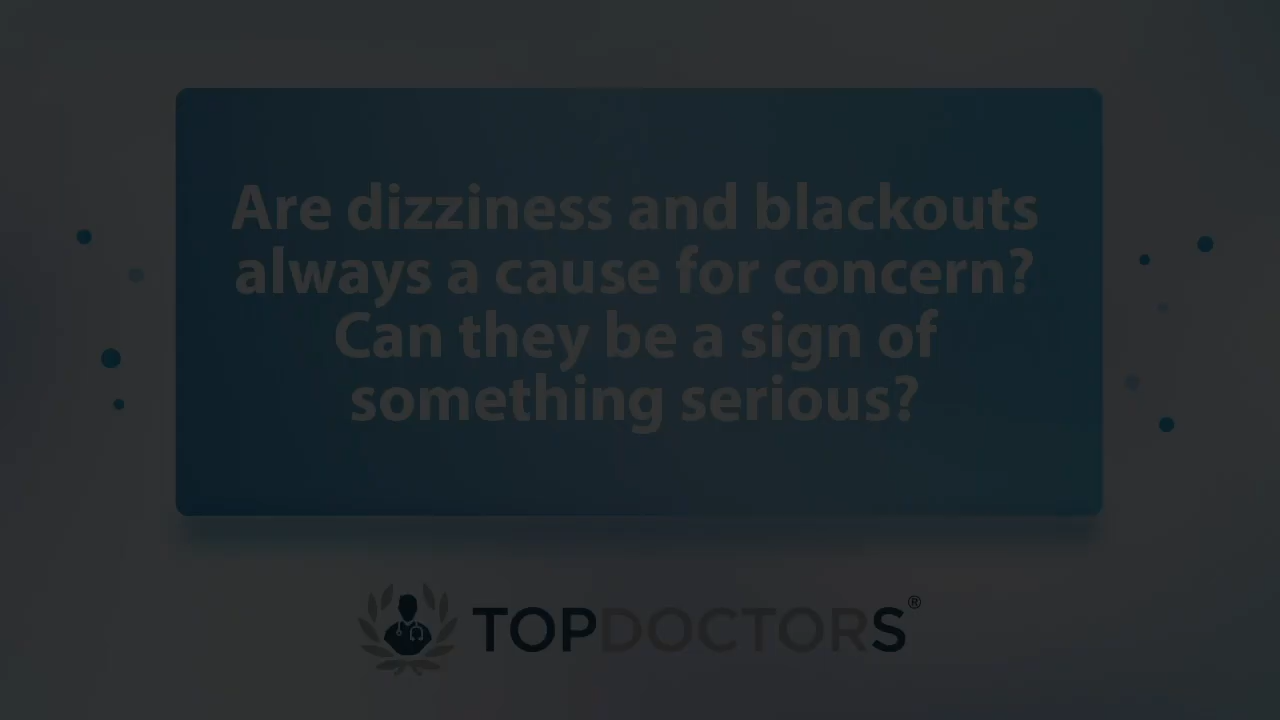 Are dizziness and blackouts
always a cause for concern?
Can they be a sign of
something serious?
TOPDOCTORS®